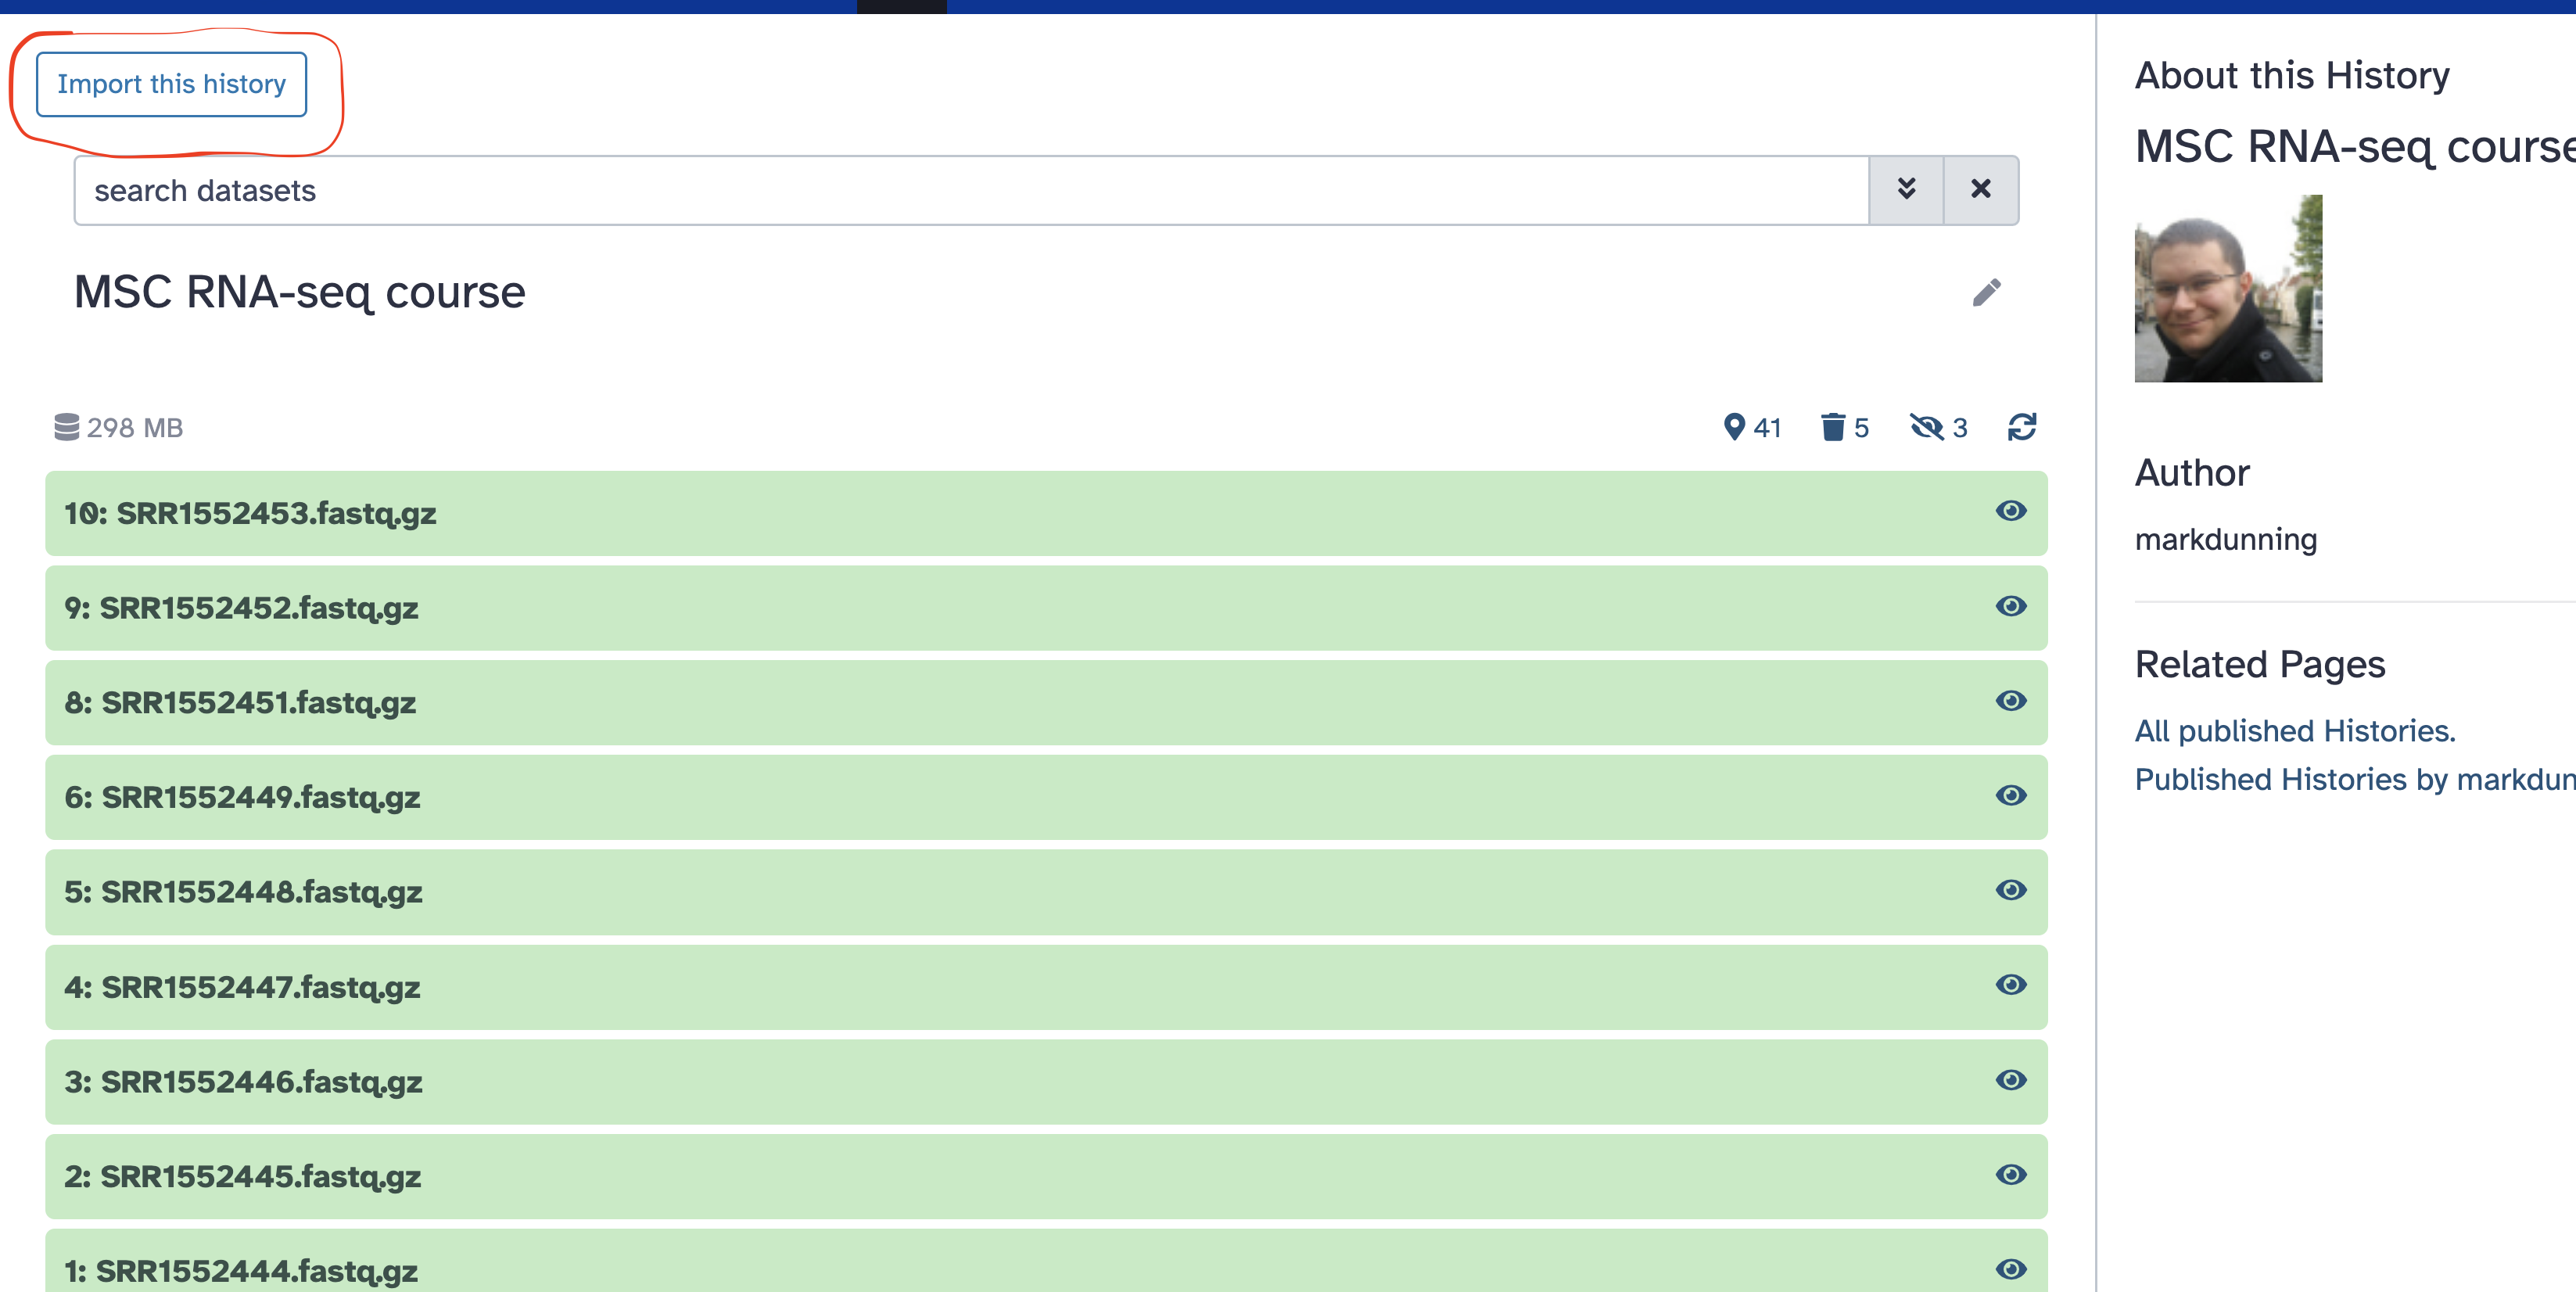 Import this history
search datasets
MSC RNA-seq course
298 MB
41 5 3
10: SRR1552453.fastq.gz
9: SRR1552452.fastq.gz
8: SRR1552451.fastq.gz
6: SRR1552449.fastq.gz
5: SRR1552448.fastq.gz
4: SRR1552447.fastq.gz
3: SRR1552446.fastq.gz
2: SRR1552445.fastq.gz
1: SRR1552444.fastq.gz
About this History
MSC RNA-seq course
Author
markdunning
Related Pages
All published Histories.
Published Histories by markdun